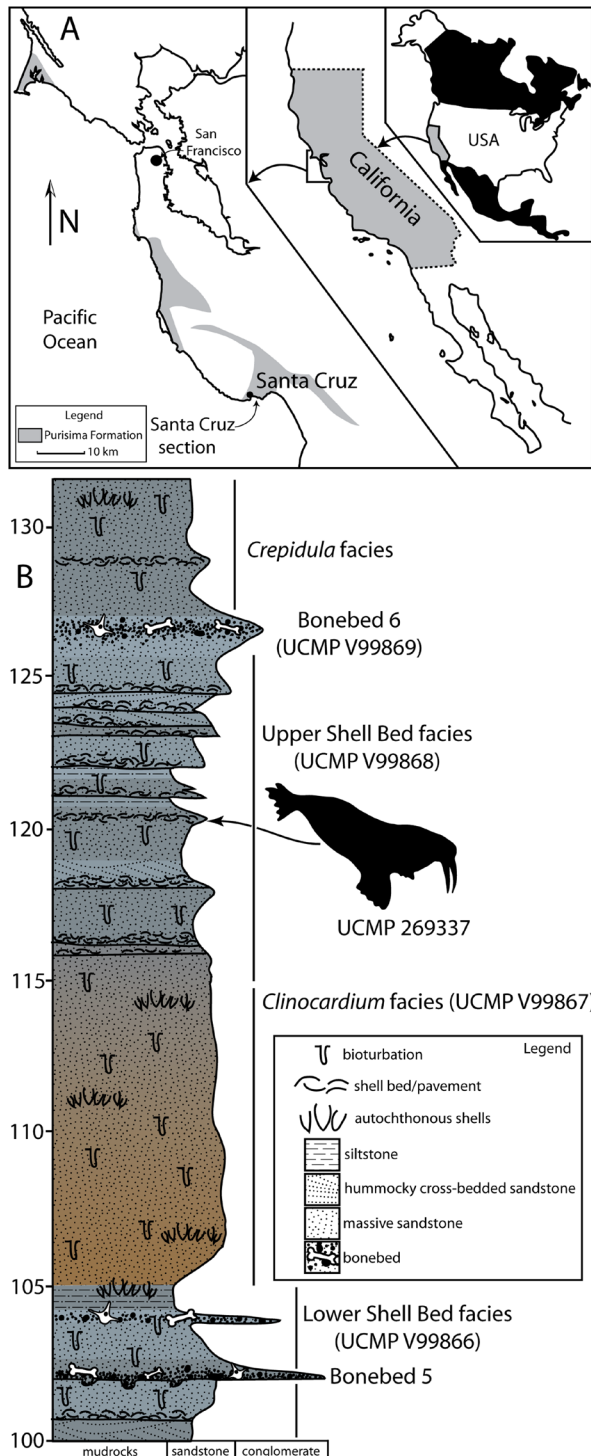 A
San
Francisco
N
California
USA
Pacific
Ocean
Santa Cruz
Legend
Purisima Formation
10 km
Santa Cruz
section
B
130
Crepidula facies
Bonebed 6
(UCMP V99869)
125
Upper Shell Bed facies
(UCMP V99868)
120
UCMP 269337
115
Clinocardium facies (UCMP V99867)
Legend
bioturbation
shell bed/pavement
autochthonous shells
siltstone
hummocky cross-bedded sandstone
massive sandstone
bonebed
110
105
Lower Shell Bed facies
(UCMP V99866)
Bonebed 5
100
mudrocks sandstone conglomerate